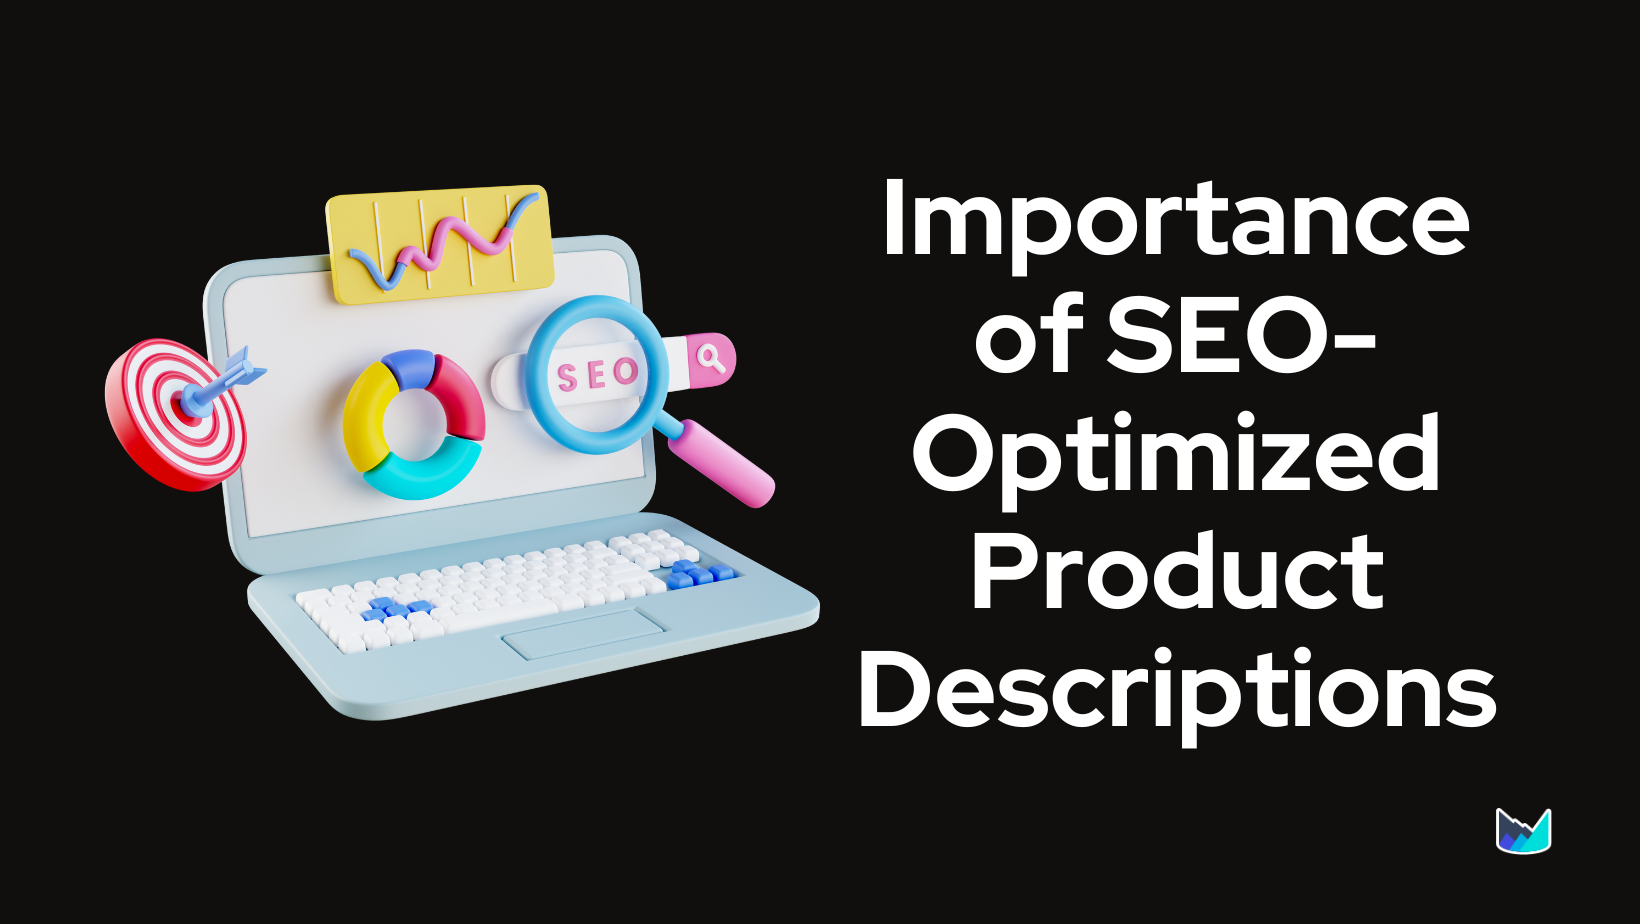 SEO
Importance
of SEO-
Optimized
Product
Descriptions